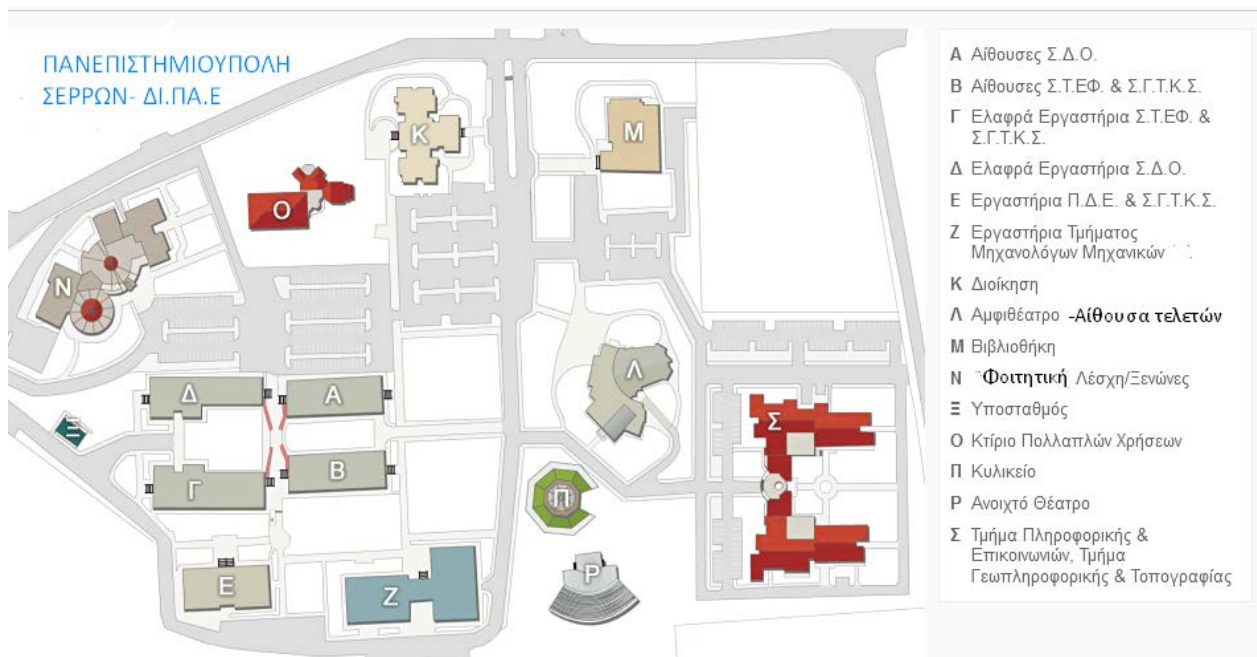 ΠΑΝΕΠΙΣΤΗΜΙΟΥΠΟΛΗ
ΣΕΡΡΩΝ- ΔΙ.ΠΑ.Ε
Κ
Μ
Ο
Ν
Λ
Δ
Α
Σ
Ξ
Γ
Β
Π
Ε
Ζ
Ρ
Α Αίθουσες Σ.Δ.Ο.
Β Αίθουσες Σ.Τ.ΕΦ. & Σ.Γ.Τ.Κ.Σ.
Γ Ελαφρά Εργαστήρια Σ.Τ.ΕΦ. &
Σ.Γ.Τ.Κ.Σ.
Δ Ελαφρά Εργαστήρια Σ.Δ.Ο.
Ε Εργαστήρια Π.Δ.Ε. & Σ.Γ.Τ.Κ.Σ.
Ζ Εργαστήρια Τμήματος
Μηχανολόγων Μηχανικών
Κ Διοίκηση
Λ Αμφιθέατρο -Αίθουσα τελετών
Μ Βιβλιοθήκη
Ν Φοιτητική Λέσχη/Ξενώνες
Ξ Υποσταθμός
Ο Κτίριο Πολλαπλών Χρήσεων
Π Κυλικείο
Ρ Ανοιχτό Θέατρο
Σ Τμήμα Πληροφορικής &
Επικοινωνιών, Τμήμα
Γεωπληροφορικής & Τοπογραφίας